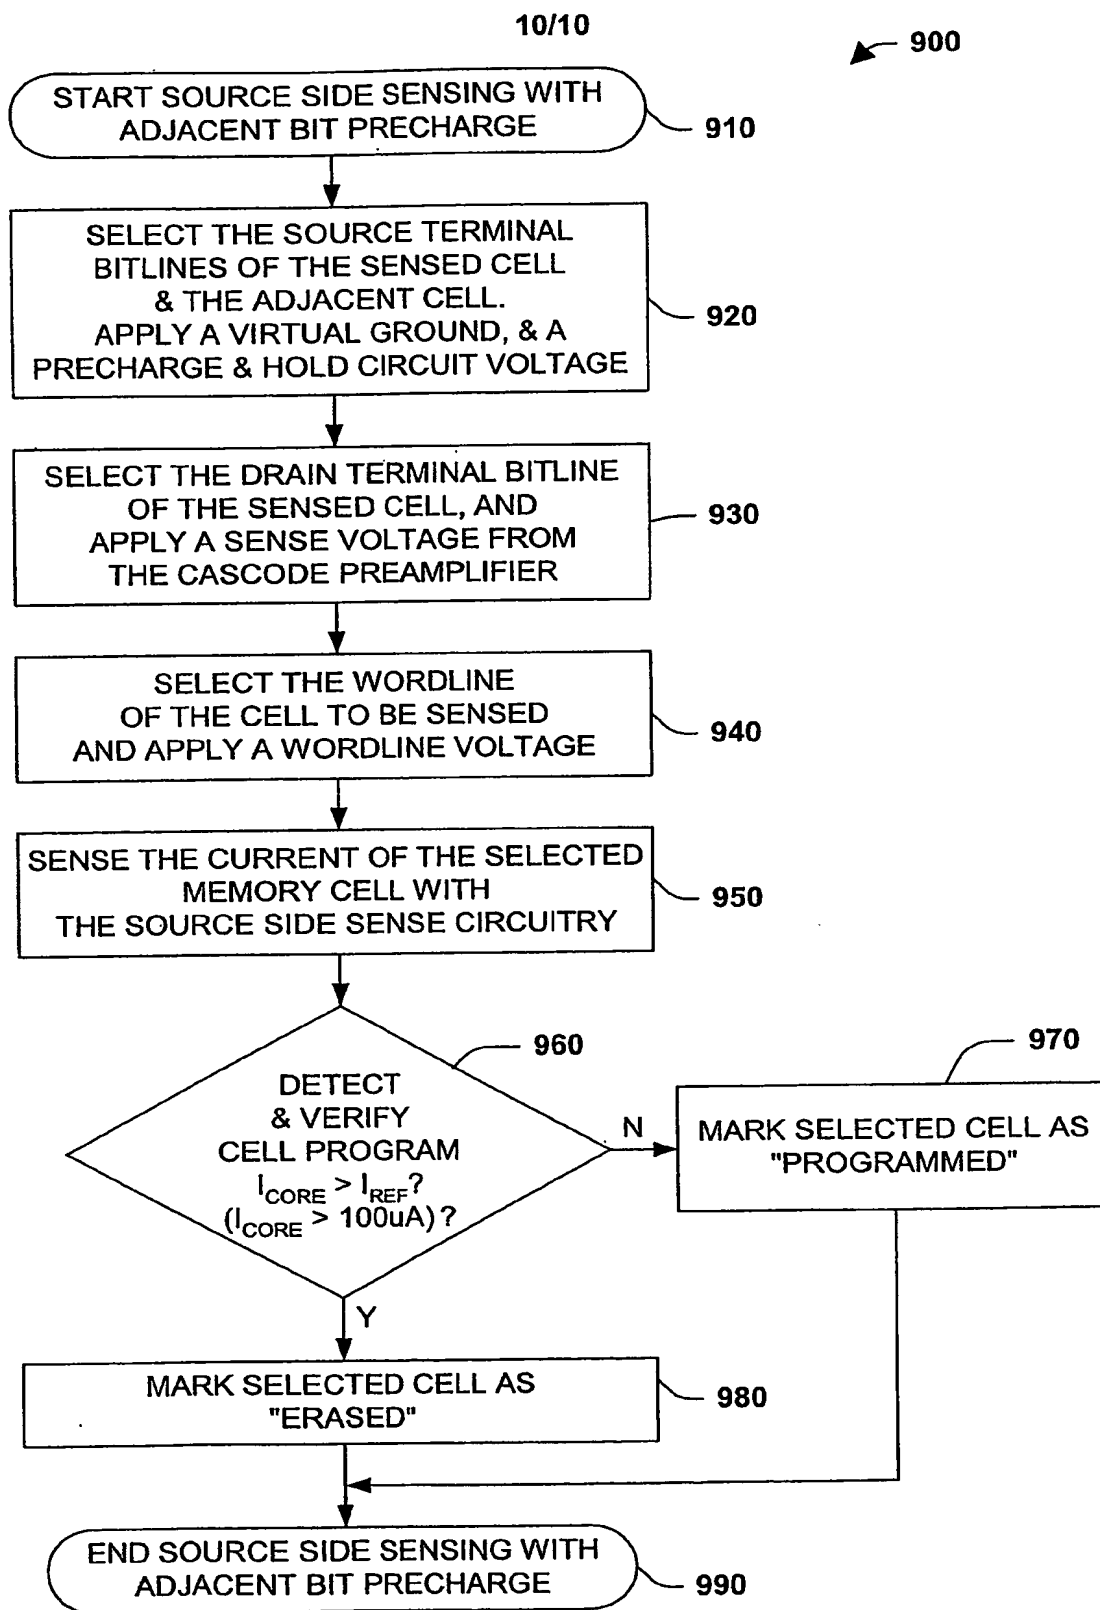 10/10
900
START SOURCE SIDE SENSING WITH
ADJACENT BIT PRECHARGE
910
SELECT THE SOURCE TERMINAL
BITLINES OF THE SENSED CELL
& THE ADJACENT CELL.
APPLY A VIRTUAL GROUND, & A
PRECHARGE & HOLD CIRCUIT VOLTAGE
920
SELECT THE DRAIN TERMINAL BITLINE
OF THE SENSED CELL, AND
APPLY A SENSE VOLTAGE FROM
THE CASCODE PREAMPLIFIER
930
SELECT THE WORDLINE
OF THE CELL TO BE SENSED
AND APPLY A WORDLINE VOLTAGE
940
SENSE THE CURRENT OF THE SELECTED
MEMORY CELL WITH
THE SOURCE SIDE SENSE CIRCUITRY
950
960
DETECT
& VERIFY
CELL PROGRAM
I_CORE > I_REF?
(I_CORE > 100uA) ?
N
970
MARK SELECTED CELL AS
"PROGRAMMED"
Y
MARK SELECTED CELL AS
"ERASED"
980
END SOURCE SIDE SENSING WITH
ADJACENT BIT PRECHARGE
990